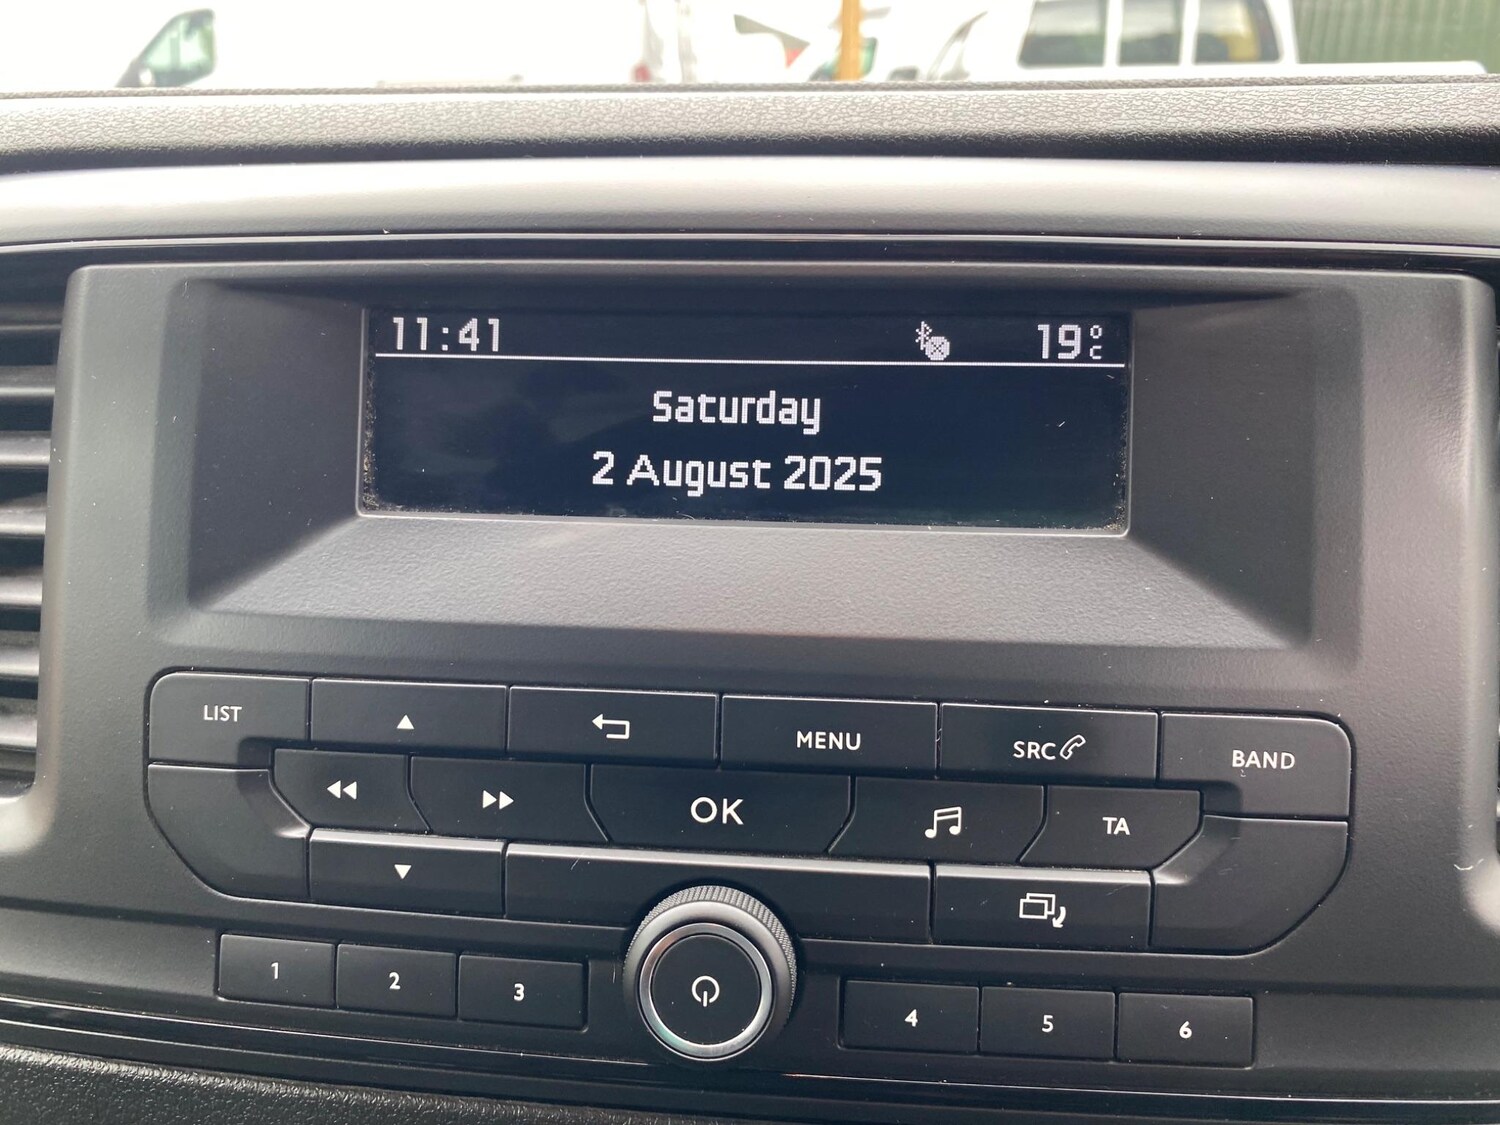 11:41 19°C
Saturday
2 August 2025
LIST
MENU
SRC
BAND
OK
TA
1
2
3
4
5
6